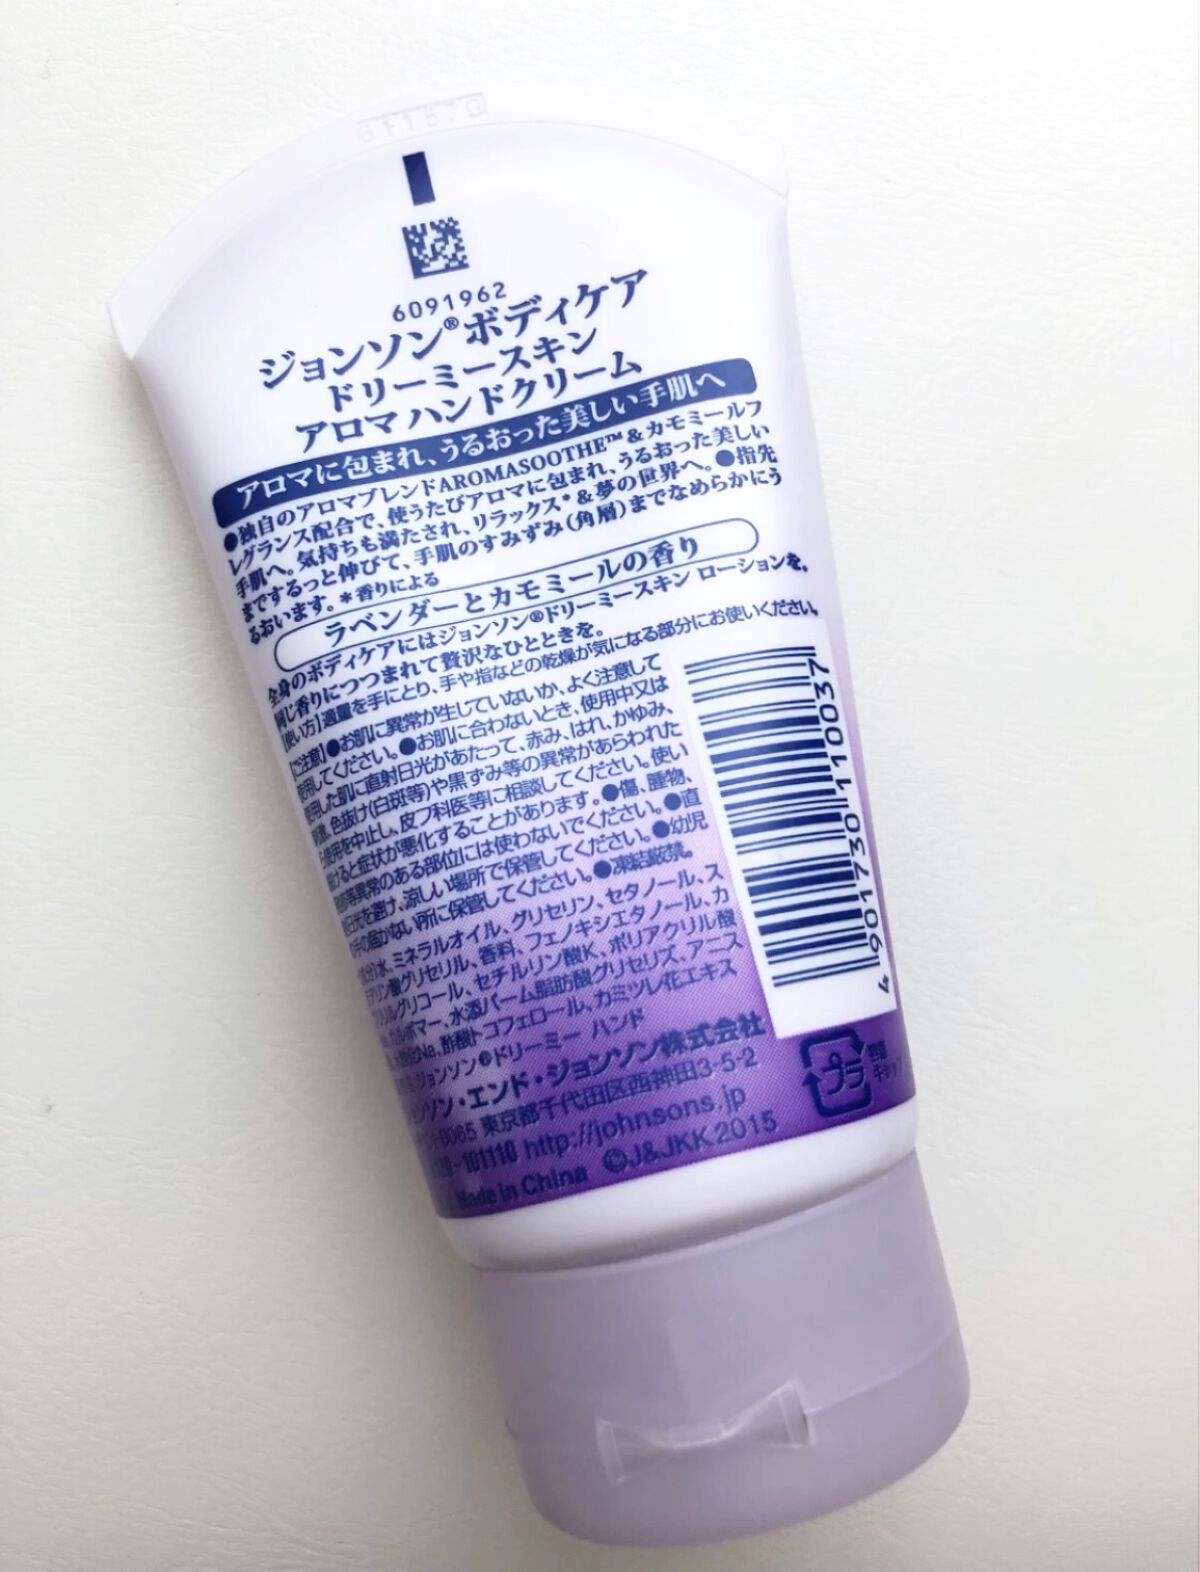 6091962
ジョンソン®ボディケア
ドリーミースキン
アロマ ハンドクリーム
アロマに包まれ、うるおった美しい手肌へ
●独自のアロマブレンドAROMASOOTHE™&カモミールフ
レグランス配合で、使うたびアロマに包まれ、うるおった美しい
手肌へ。気持ちも満たされ、リラックス*&夢の世界へ。●指先
までするっと伸びて、手肌のすみずみ(角層)までなめらかにう
るおいます。*香りによる
ラベンダーとカモミールの香り
全身のボディケアにはジョンソン®ドリーミースキン ローションを。
同じ香りにつつまれて贅沢なひとときを。
【使い方】適量を手にとり、手や指などの乾燥が気になる部分にお使いください。
【ご注意】●お肌に異常が生じていないか、よく注意して
使用してください。●お肌に合わないとき、使用中又は
使用した肌に直射日光があたって、赤み、はれ、かゆみ、
刺激、色抜け(白斑等)や黒ずみ等の異常があらわれた
使用を中止し、皮フ科医等に相談してください。使い
続けると症状が悪化することがあります。●傷、腫物、
湿疹等異常のある部位には使わないでください。●直
射日光を避け、涼しい場所で保管してください。●幼児
の手の届かない所に保管してください。●凍結厳禁。
水、ミネラルオイル、グリセリン、セタノール、ス
テアリン酸グリセリル、香料、フェノキシエタノール、カ
プリリルグリコール、セチルリン酸K、ポリアクリル酸
カルボマー、水添パーム脂肪酸グリセリズ、アニス
酸、水酸化Na、酢酸トコフェロール、カミツレ花エキス
ジョンソン®ドリーミー ハンド
ジョンソン・エンド・ジョンソン株式会社
101-0065 東京都千代田区西神田3-5-2
0120-101110 http://johnsons.jp
Made in China ©J&JKK2015
4 901730 110037
プラ
キャップ